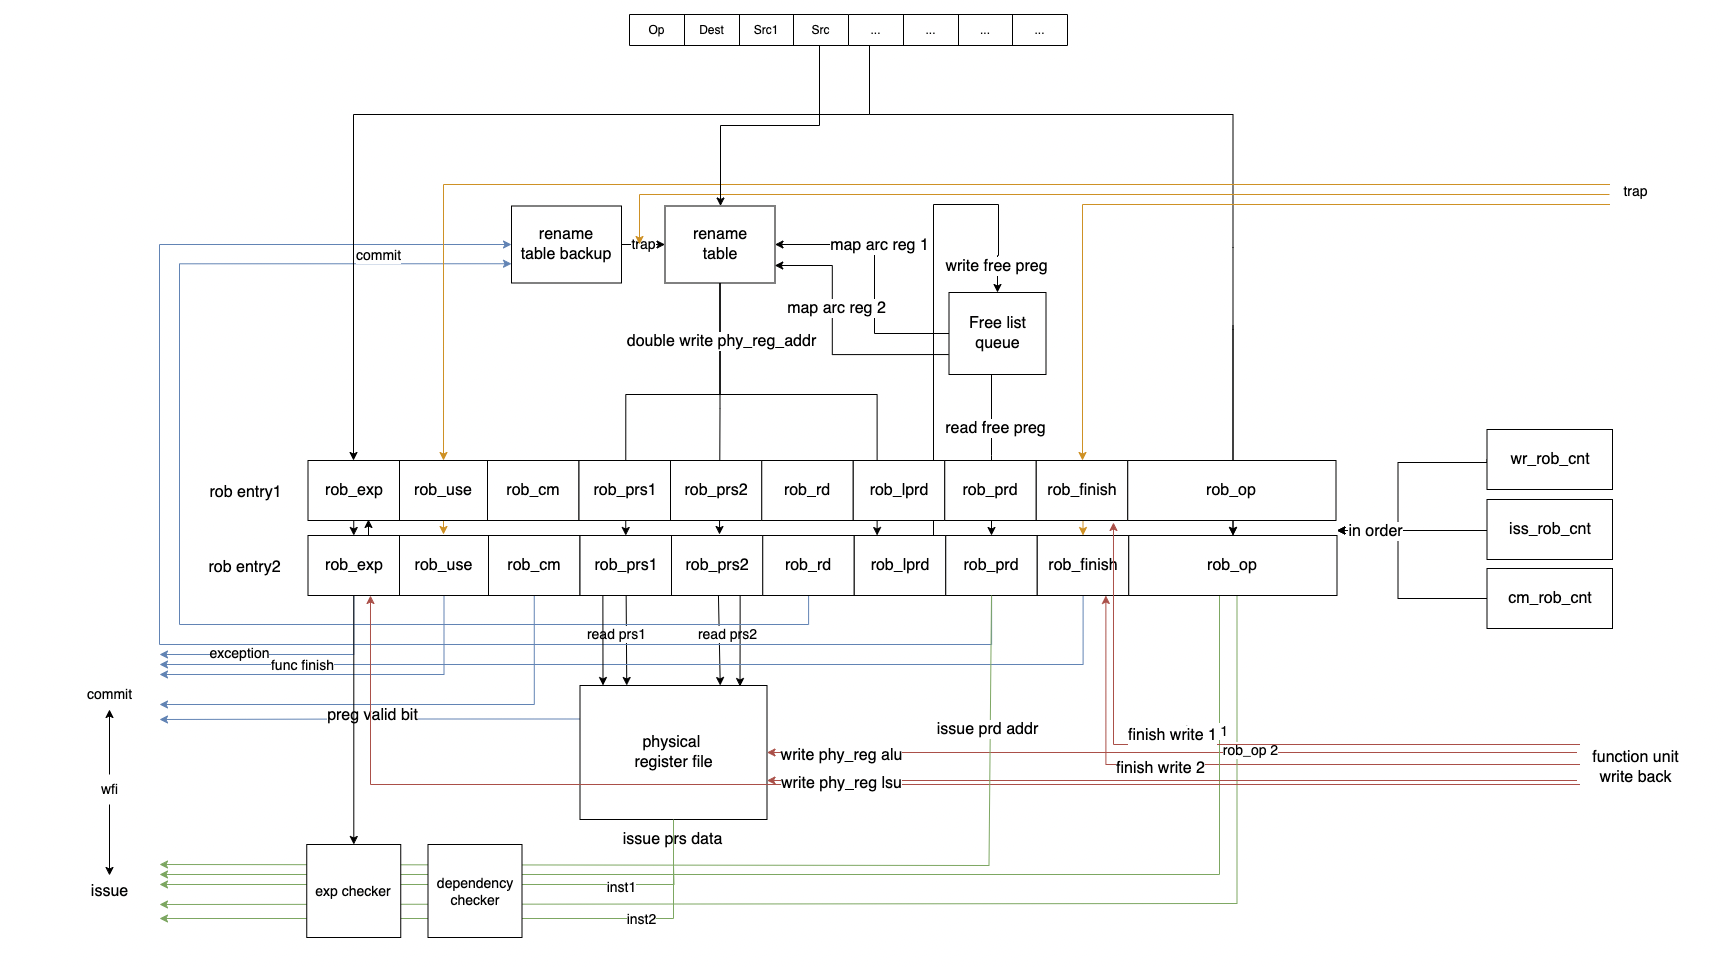 Op Dest Src1 Src ... ... ... ...
trap
rename
table backup
trap
rename
table
map arc reg 1
commit
write free preg
map arc reg 2
Free list
queue
double write phy_reg_addr
read free preg
rob entry1 rob_exp rob_use rob_cm rob_prs1 rob_prs2 rob_rd rob_lprd rob_prd rob_finish rob_op
wr_rob_cnt
in order
iss_rob_cnt
rob entry2 rob_exp rob_use rob_cm rob_prs1 rob_prs2 rob_rd rob_lprd rob_prd rob_finish rob_op
cm_rob_cnt
read prs1 read prs2
exception
func finish
commit
preg valid bit
physical
register file
issue prd addr
finish write 1 1
rob_op 2
write phy_reg alu
finish write 2
function unit
write back
write phy_reg lsu
wfi
issue prs data
issue
exp checker
dependency
checker
inst1
inst2